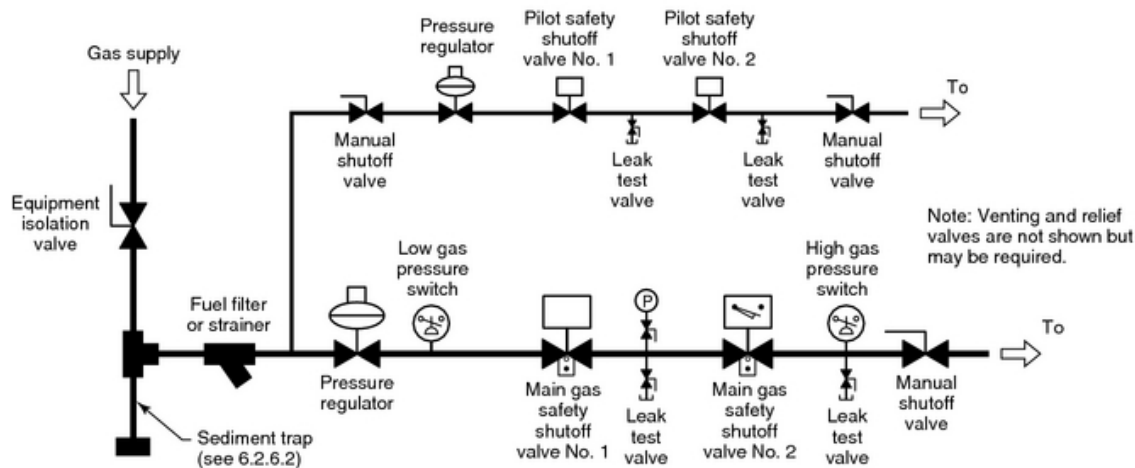 Gas supply
Pressure
regulator
Pilot safety
shutoff
valve No. 1
Pilot safety
shutoff
valve No. 2
To
Manual
shutoff
valve
Leak
test
valve
Leak
test
valve
Manual
shutoff
valve
Equipment
isolation
valve
Note: Venting and relief
valves are not shown but
may be required.
Low gas
pressure
switch
High gas
pressure
switch
Fuel filter
or strainer
P
To
Pressure
regulator
Main gas
safety
shutoff
valve No. 1
Leak
test
valve
Main gas
safety
shutoff
valve No. 2
Leak
test
valve
Manual
shutoff
valve
Sediment trap
(see 6.2.6.2)